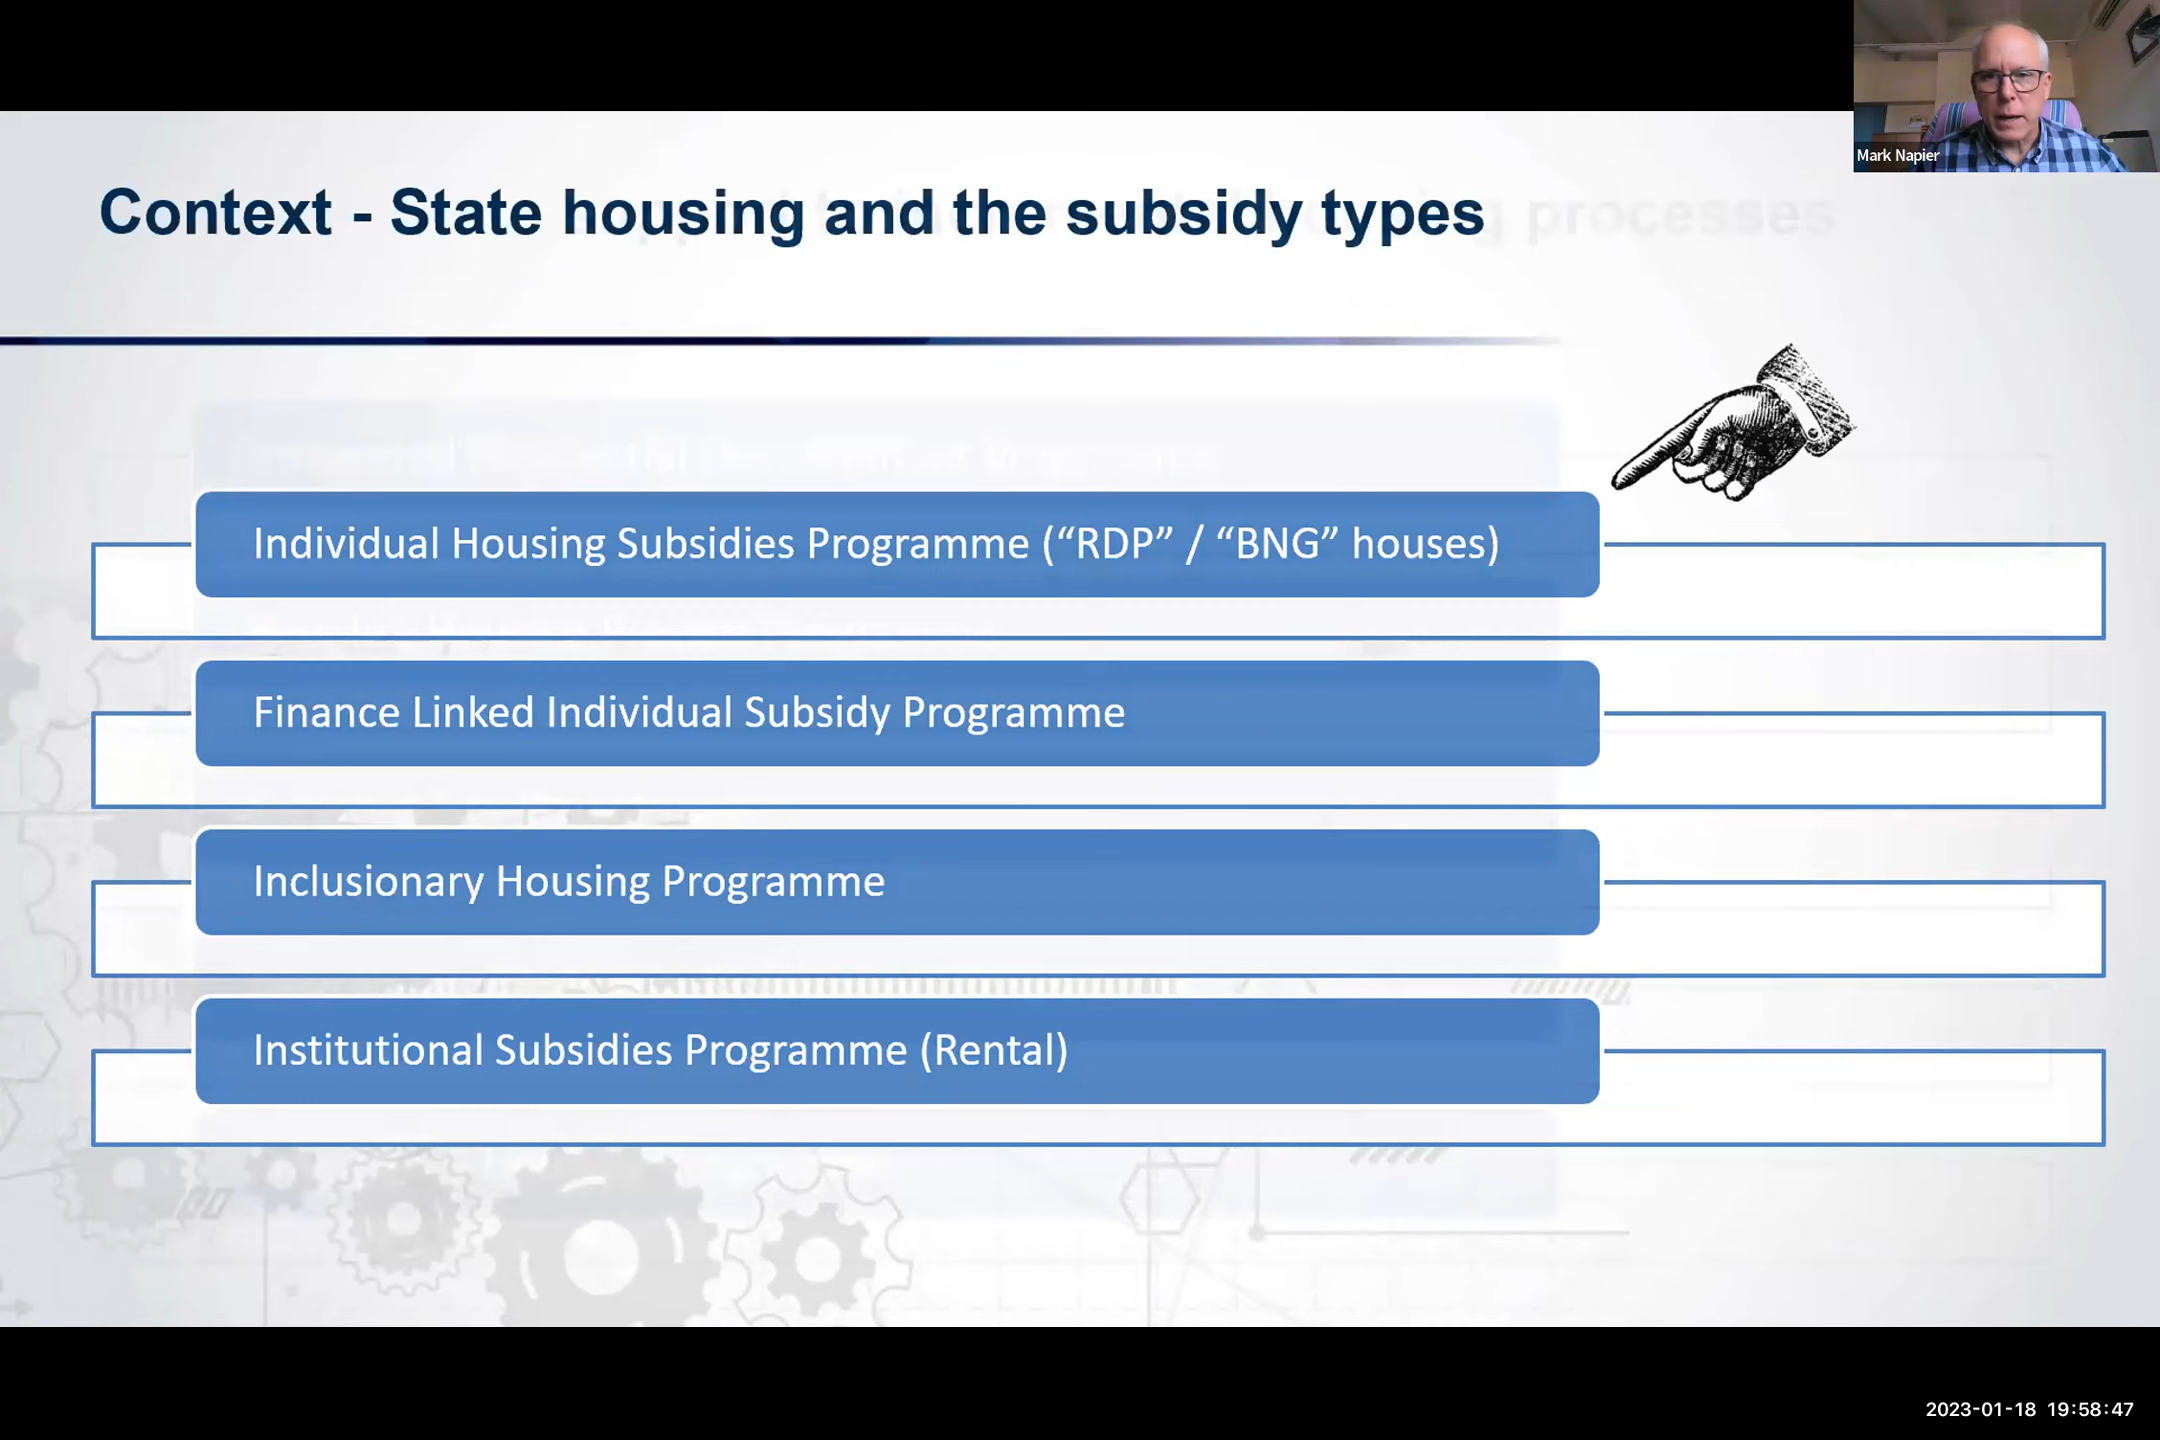 Mark Napier
Context - State housing and the subsidy types
processes
Individual Housing Subsidies Programme (“RDP” / “BNG” houses)
Finance Linked Individual Subsidy Programme
Inclusionary Housing Programme
Institutional Subsidies Programme (Rental)
2023-01-18 19:58:47